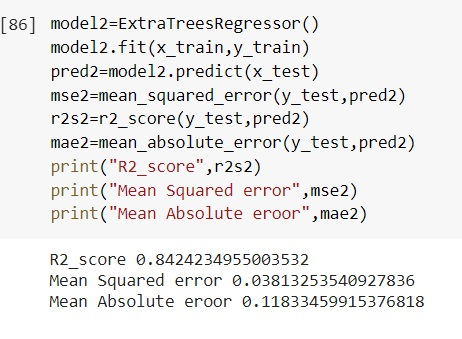 [86] model2=ExtraTreesRegressor()
model2.fit(x_train,y_train)
pred2=model2.predict(x_test)
mse2=mean_squared_error(y_test,pred2)
r2s2=r2_score(y_test,pred2)
mae2=mean_absolute_error(y_test,pred2)
print("R2_score",r2s2)
print("Mean Squared error",mse2)
print("Mean Absolute eroor",mae2)
R2_score 0.8424234955003532
Mean Squared error 0.03813253540927836
Mean Absolute eroor 0.11833459915376818